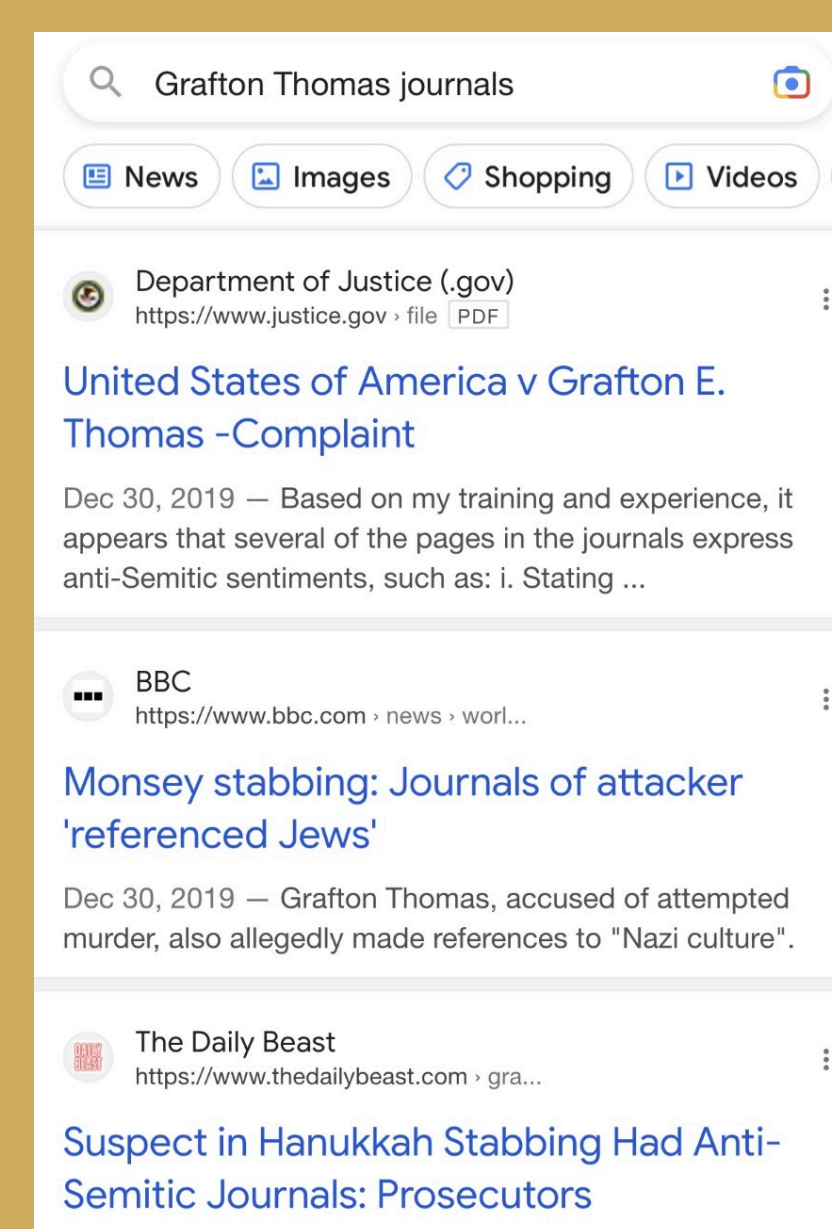 Grafton Thomas journals
News Images Shopping Videos
Department of Justice (.gov)
https://www.justice.gov › file PDF
United States of America v Grafton E.
Thomas -Complaint
Dec 30, 2019 — Based on my training and experience, it
appears that several of the pages in the journals express
anti-Semitic sentiments, such as: i. Stating ...
BBC
https://www.bbc.com › news › worl...
Monsey stabbing: Journals of attacker
'referenced Jews'
Dec 30, 2019 — Grafton Thomas, accused of attempted
murder, also allegedly made references to "Nazi culture".
DAILY
BEAST
The Daily Beast
https://www.thedailybeast.com › gra...
Suspect in Hanukkah Stabbing Had Anti-
Semitic Journals: Prosecutors